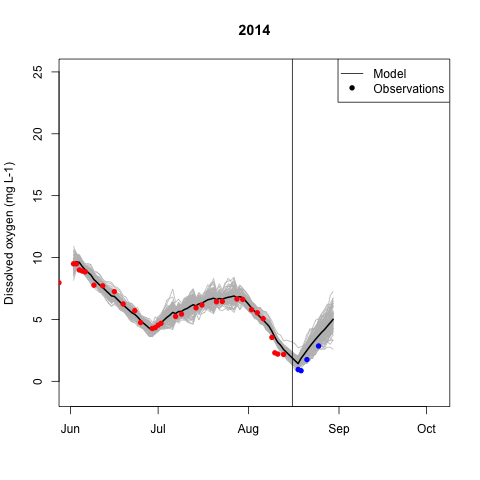 2014
Model
Observations
Dissolved oxygen (mg L-1)
25
20
15
10
5
0
Jun
Jul
Aug
Sep
Oct